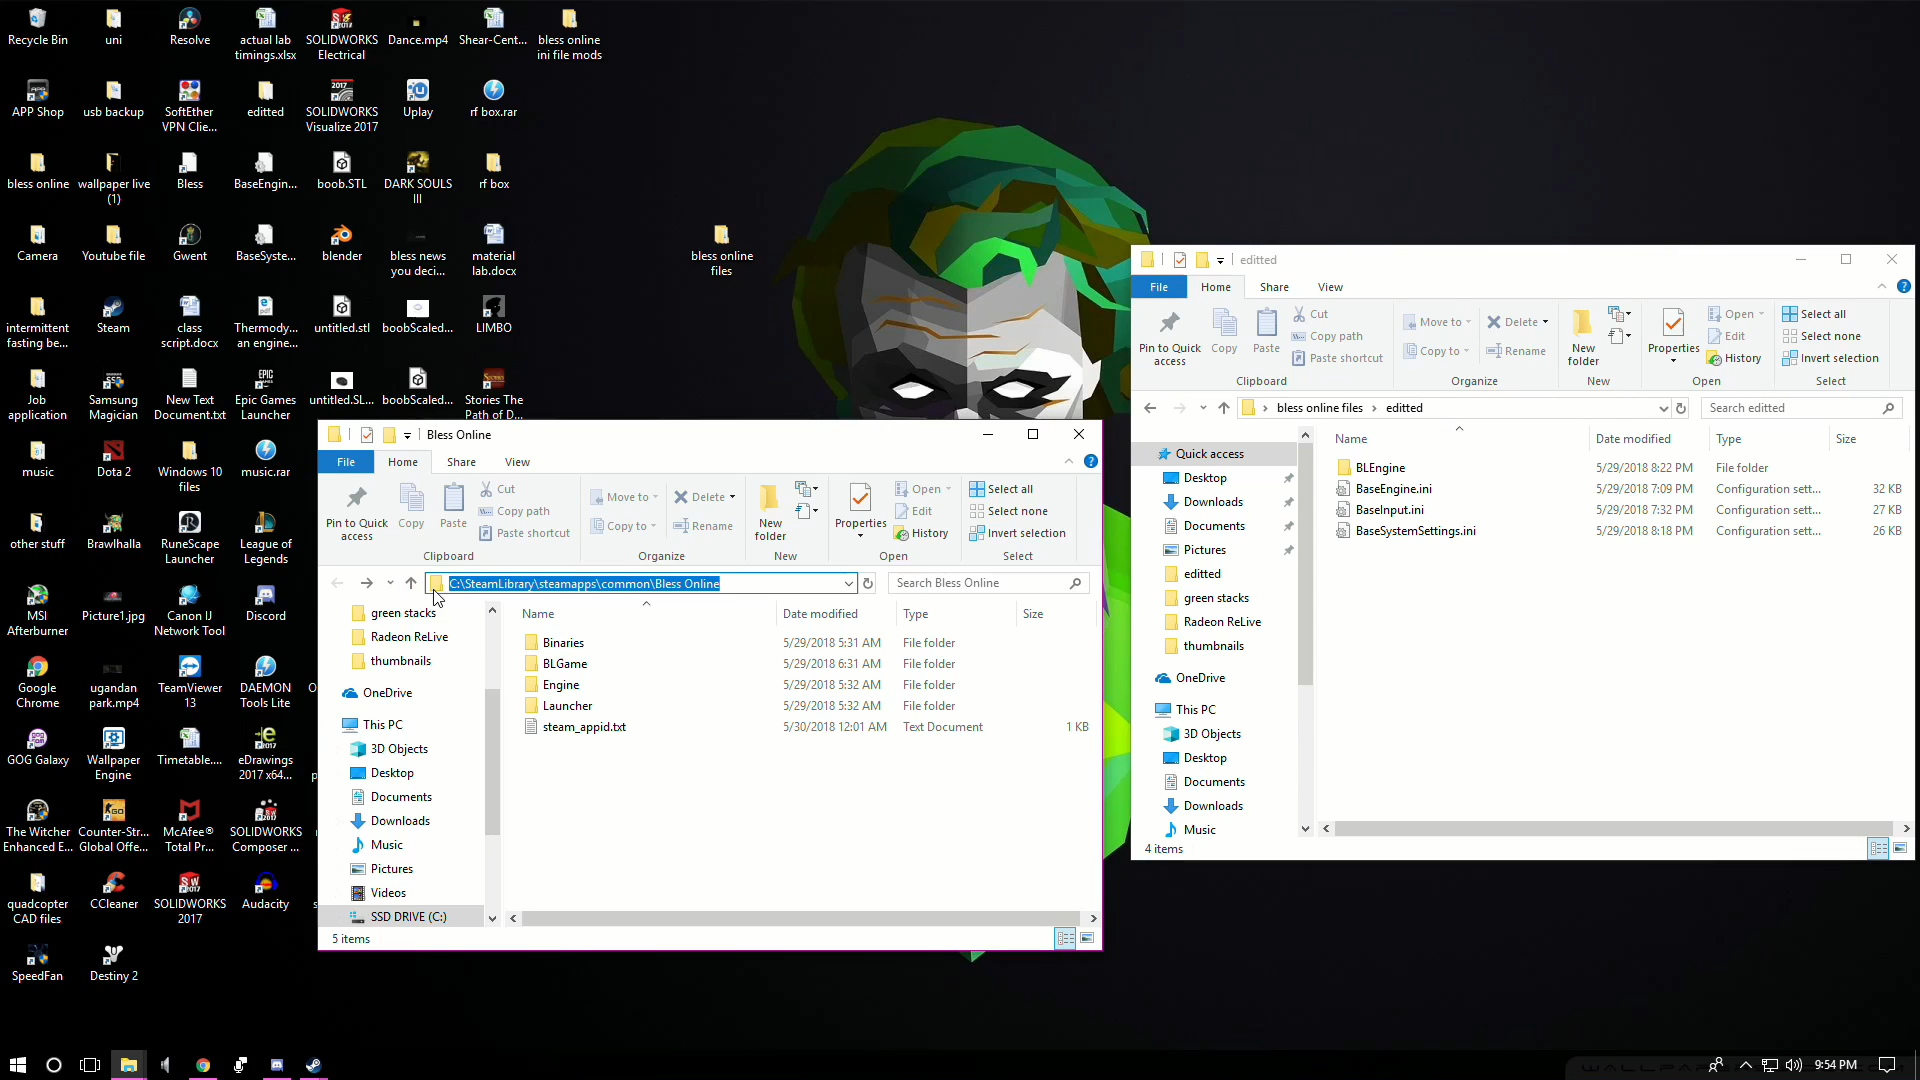 Recycle Bin
uni
Resolve
actual lab
timings.xlsx
SOLIDWORKS
Electrical
Dance.mp4
Shear-Cent...
bless online
ini file mods
APP Shop
usb backup
SoftEther
VPN Clie...
editted
SOLIDWORKS
Visualize 2017
Uplay
rf box.rar
bless online
wallpaper live
(1)
Bless
BaseEngin...
boob.STL
DARK SOULS
III
rf box
Camera
Youtube file
Gwent
BaseSyste...
blender
bless news
you deci...
material
lab.docx
bless online
files
intermittent
fasting be...
Steam
class
script.docx
Thermody...
an engine...
untitled.stl
boobScaled...
LIMBO
Job
application
Samsung
Magician
New Text
Document.txt
Epic Games
Launcher
untitled.SL...
boobScaled...
Stories The
Path of D...
music
Dota 2
Windows 10
files
music.rar
other stuff
Brawlhalla
RuneScape
Launcher
League of
Legends
MSI
Afterburner
Picture1.jpg
Canon IJ
Network Tool
Discord
Google
Chrome
ugandan
park.mp4
TeamViewer
13
DAEMON
Tools Lite
GOG Galaxy
Wallpaper
Engine
Timetable....
eDrawings
2017 x64...
The Witcher
Enhanced E...
Counter-Str...
Global Offe...
McAfee®
Total Pr...
SOLIDWORKS
Composer ...
quadcopter
CAD files
CCleaner
SOLIDWORKS
2017
Audacity
SpeedFan
Destiny 2
Bless Online
File Home Share View
Pin to Quick
access
Copy
Paste
Cut
Copy path
Paste shortcut
Clipboard
Move to
Copy to
Delete
Rename
Organize
New
folder
New
Properties
Open
Edit
History
Open
Select all
Select none
Invert selection
Select
C:\SteamLibrary\steamapps\common\Bless Online
Search Bless Online
green stacks
Radeon ReLive
thumbnails
OneDrive
This PC
3D Objects
Desktop
Documents
Downloads
Music
Pictures
Videos
SSD DRIVE (C:)
Name Date modified Type Size
Binaries 5/29/2018 5:31 AM File folder
BLGame 5/29/2018 6:31 AM File folder
Engine 5/29/2018 5:32 AM File folder
Launcher 5/29/2018 5:32 AM File folder
steam_appid.txt 5/30/2018 12:01 AM Text Document 1 KB
5 items
editted
File Home Share View
Pin to Quick
access
Copy
Paste
Cut
Copy path
Paste shortcut
Clipboard
Move to
Copy to
Delete
Rename
Organize
New
folder
New
Properties
Open
Edit
History
Open
Select all
Select none
Invert selection
Select
bless online files › editted
Search editted
Quick access
Desktop
Downloads
Documents
Pictures
editted
green stacks
Radeon ReLive
thumbnails
OneDrive
This PC
3D Objects
Desktop
Documents
Downloads
Music
Name Date modified Type Size
BLEngine 5/29/2018 8:22 PM File folder
BaseEngine.ini 5/29/2018 7:09 PM Configuration sett... 32 KB
BaseInput.ini 5/29/2018 7:32 PM Configuration sett... 27 KB
BaseSystemSettings.ini 5/29/2018 8:18 PM Configuration sett... 26 KB
4 items
9:54 PM